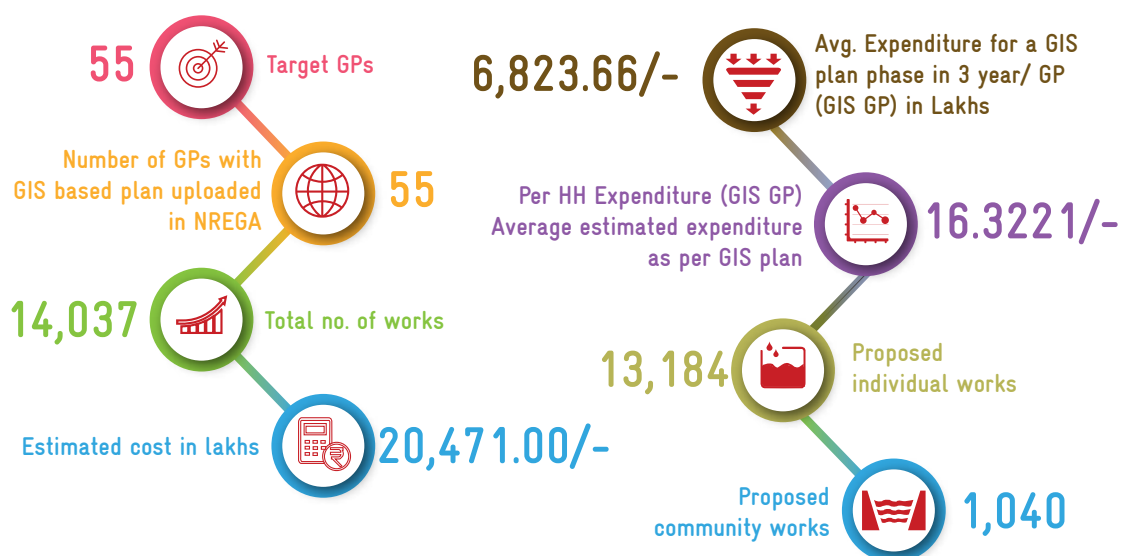 55
Target GPs
Number of GPs with
GIS based plan uploaded
in NREGA
55
14,037
Total no. of works
Estimated cost in lakhs
20,471.00/-
6,823.66/-
Avg. Expenditure for a GIS
plan phase in 3 year/ GP
(GIS GP) in Lakhs
Per HH Expenditure (GIS GP)
Average estimated expenditure
as per GIS plan
16.3221/-
13,184
Proposed
individual works
Proposed
community works
1,040